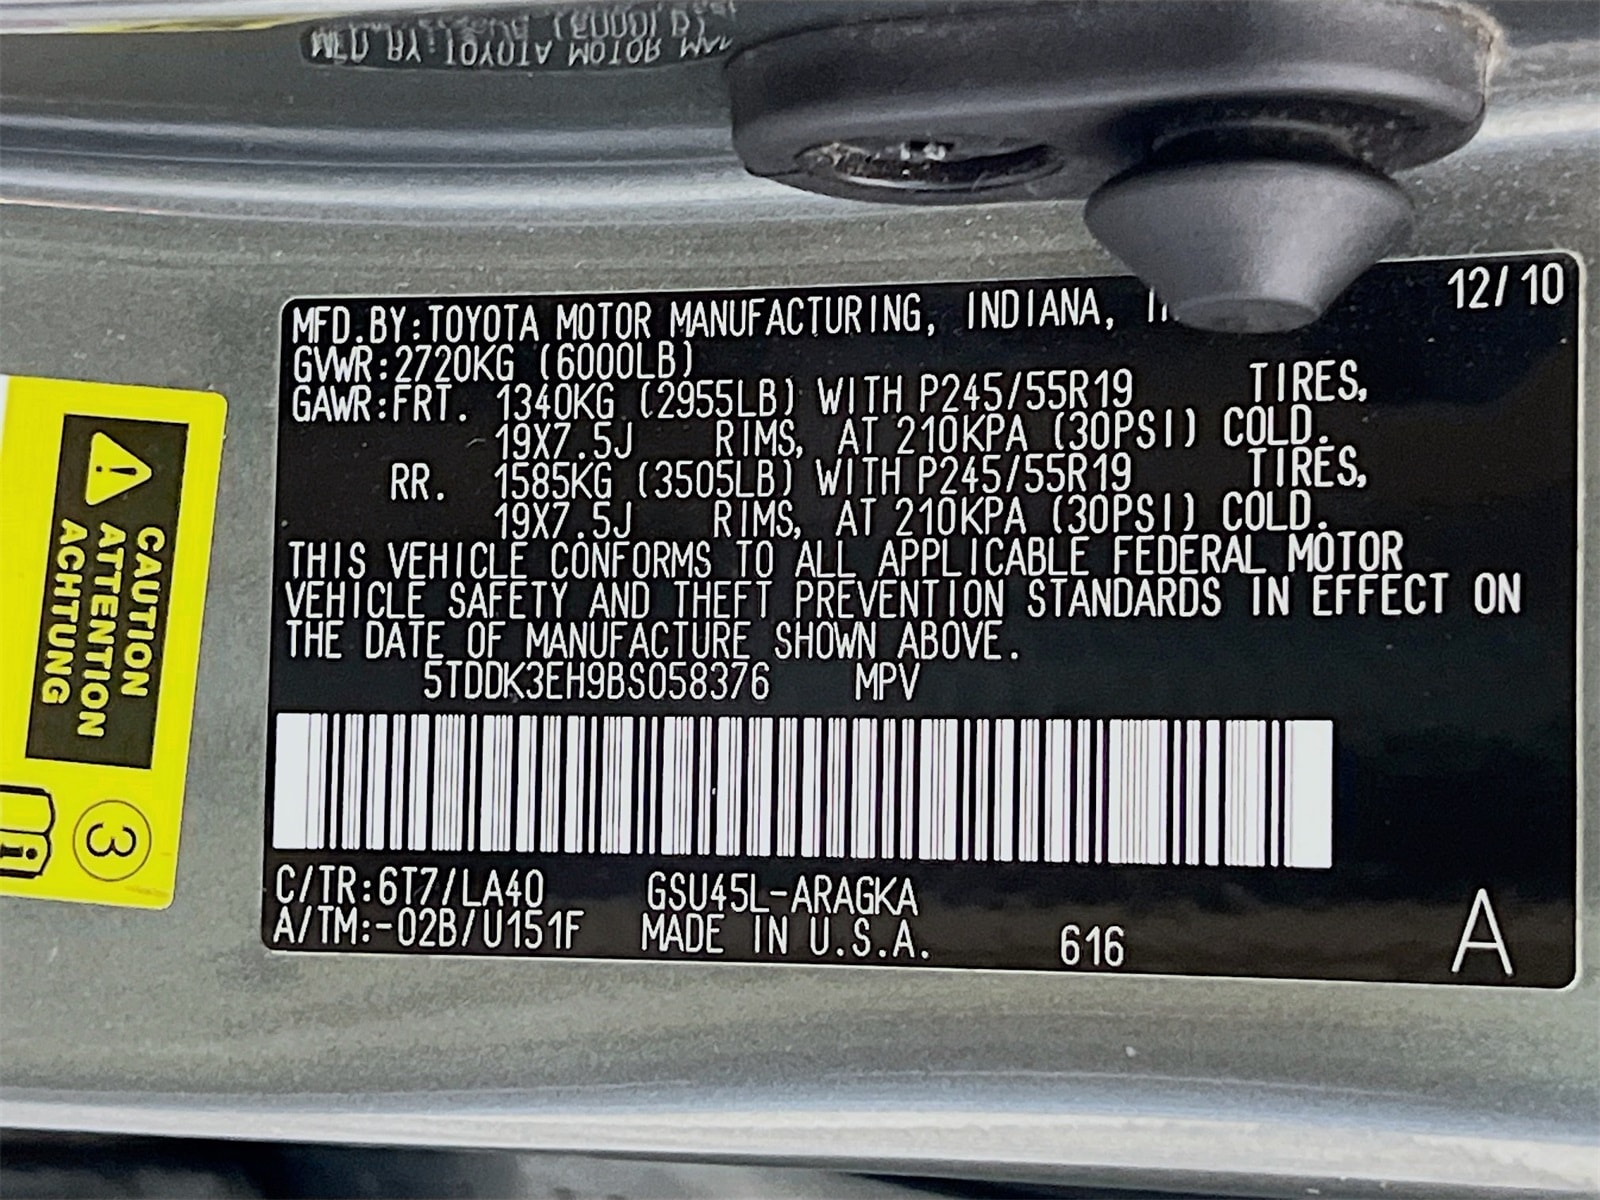 MFD.BY:TOYOTA MOTOR MANUFACTURING, INDIANA, 12/10
GVWR:2720KG (6000LB)
GAWR:FRT. 1340KG (2955LB) WITH P245/55R19 TIRES,
19X7.5J RIMS, AT 210KPA (30PSI) COLD.
RR. 1585KG (3505LB) WITH P245/55R19 TIRES,
19X7.5J RIMS, AT 210KPA (30PSI) COLD.
THIS VEHICLE CONFORMS TO ALL APPLICABLE FEDERAL MOTOR
VEHICLE SAFETY AND THEFT PREVENTION STANDARDS IN EFFECT ON
THE DATE OF MANUFACTURE SHOWN ABOVE.
5TDDK3EH9BS058376 MPV
C/TR:6T7/LA40 GSU45L-ARAGKA
A/TM:-02B/U151F MADE IN U.S.A. 616 A
CAUTION
ATTENTION
ACHTUNG
3
i